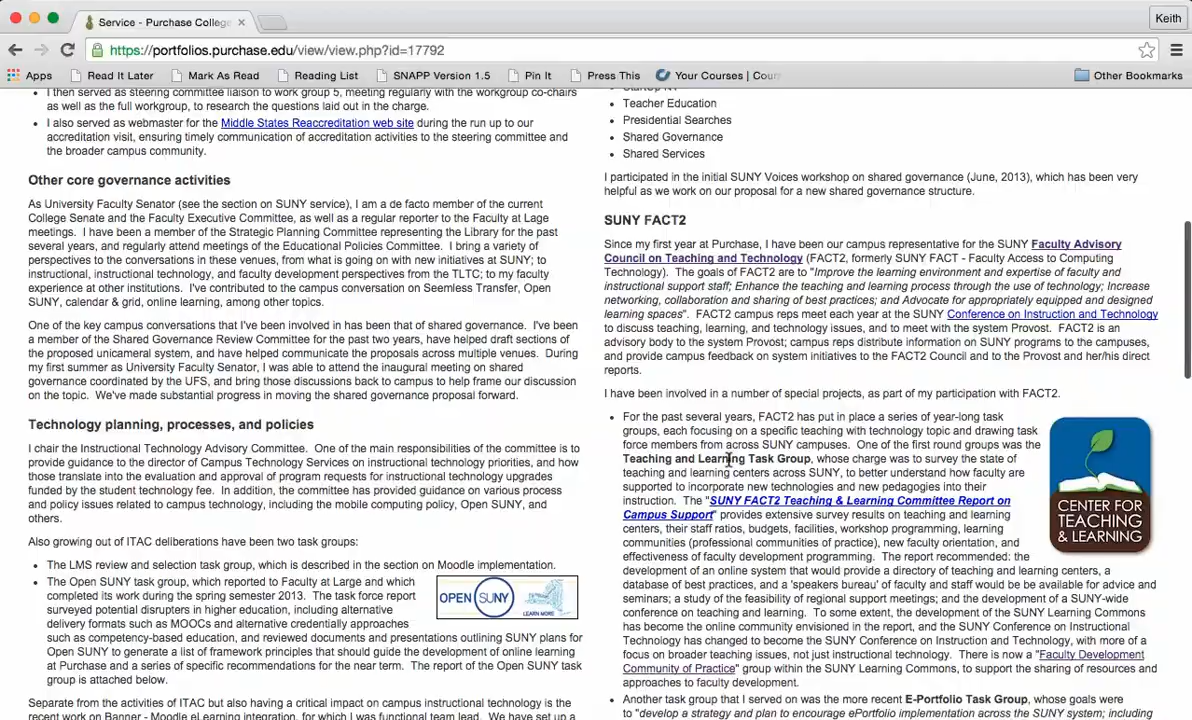 Service - Purchase College
Keith
https://portfolios.purchase.edu/view/view.php?id=17792
Apps
Read It Later
Mark As Read
Reading List
SNAPP Version 1.5
Pin It
Press This
Your Courses | Cour
Other Bookmarks
I then served as steering committee liaison to work group 5, meeting regularly with the workgroup co-chairs
as well as the full workgroup, to research the questions laid out in the charge.
I also served as webmaster for the Middle States Reaccreditation web site during the run up to our
accreditation visit, ensuring timely communication of accreditation activities to the steering committee and
the broader campus community.
Other core governance activities
As University Faculty Senator (see the section on SUNY service), I am a de facto member of the current
College Senate and the Faculty Executive Committee, as well as a regular reporter to the Faculty at Lage
meetings. I have been a member of the Strategic Planning Committee representing the Library for the past
several years, and regularly attend meetings of the Educational Policies Committee. I bring a variety of
perspectives to the conversations in these venues, from what is going on with new initiatives at SUNY; to
instructional, instructional technology, and faculty development perspectives from the TLTC; to my faculty
experience at other institutions. I've contributed to the campus conversation on Seemless Transfer, Open
SUNY, calendar & grid, online learning, among other topics.
One of the key campus conversations that I've been involved in has been that of shared governance. I've been
a member of the Shared Governance Review Committee for the past two years, have helped draft sections of
the proposed unicameral system, and have helped communicate the proposals across multiple venues. During
my first summer as University Faculty Senator, I was able to attend the inaugural meeting on shared
governance coordinated by the UFS, and bring those discussions back to campus to help frame our discussion
on the topic. We've made substantial progress in moving the shared governance proposal forward.
Technology planning, processes, and policies
I chair the Instructional Technology Advisory Committee. One of the main responsibilities of the committee is to
provide guidance to the director of Campus Technology Services on instructional technology priorities, and how
those translate into the evaluation and approval of program requests for instructional technology upgrades
funded by the student technology fee. In addition, the committee has provided guidance on various process
and policy issues related to campus technology, including the mobile computing policy, Open SUNY, and
others.
Also growing out of ITAC deliberations have been two task groups:
The LMS review and selection task group, which is described in the section on Moodle implementation.
The Open SUNY task group, which reported to Faculty at Large and which
completed its work during the spring semester 2013. The task force report
surveyed potential disrupters in higher education, including alternative
delivery formats such as MOOCs and alternative credentially approaches
such as competency-based education, and reviewed documents and presentations outlining SUNY plans for
Open SUNY to generate a list of framework principles that should guide the development of online learning
at Purchase and a series of specific recommendations for the near term. The report of the Open SUNY task
group is attached below.
OPEN SUNY
LEARN MORE
Separate from the activities of ITAC but also having a critical impact on campus instructional technology is the
recent work on Banner - Moodle eLearning integration, for which I was functional team lead. We have set up a
StartUp NY
Teacher Education
Presidential Searches
Shared Governance
Shared Services
I participated in the initial SUNY Voices workshop on shared governance (June, 2013), which has been very
helpful as we work on our proposal for a new shared governance structure.
SUNY FACT2
Since my first year at Purchase, I have been our campus representative for the SUNY Faculty Advisory
Council on Teaching and Technology (FACT2, formerly SUNY FACT - Faculty Access to Computing
Technology). The goals of FACT2 are to "Improve the learning environment and expertise of faculty and
instructional support staff; Enhance the teaching and learning process through the use of technology; Increase
networking, collaboration and sharing of best practices; and Advocate for appropriately equipped and designed
learning spaces". FACT2 campus reps meet each year at the SUNY Conference on Instruction and Technology
to discuss teaching, learning, and technology issues, and to meet with the system Provost. FACT2 is an
advisory body to the system Provost; campus reps distribute information on SUNY programs to the campuses,
and provide campus feedback on system initiatives to the FACT2 Council and to the Provost and her/his direct
reports.
I have been involved in a number of special projects, as part of my participation with FACT2.
For the past several years, FACT2 has put in place a series of year-long task
groups, each focusing on a specific teaching with technology topic and drawing task
force members from across SUNY campuses. One of the first round groups was the
Teaching and Learning Task Group, whose charge was to survey the state of
teaching and learning centers across SUNY, to better understand how faculty are
supported to incorporate new technologies and new pedagogies into their
instruction. The "SUNY FACT2 Teaching & Learning Committee Report on
Campus Support" provides extensive survey results on teaching and learning
centers, their staff ratios, budgets, facilities, workshop programming, learning
communities (professional communities of practice), new faculty orientation, and
effectiveness of faculty development programming. The report recommended: the
development of an online system that would provide a directory of teaching and learning centers, a
database of best practices, and a 'speakers bureau' of faculty and staff would be be available for advice and
seminars; a study of the feasibility of regional support meetings; and the development of a SUNY-wide
conference on teaching and learning. To some extent, the development of the SUNY Learning Commons
has become the online community envisioned in the report, and the SUNY Conference on Instructional
Technology has changed to become the SUNY Conference on Instruction and Technology, with more of a
focus on broader teaching issues, not just instructional technology. There is now a "Faculty Development
Community of Practice" group within the SUNY Learning Commons, to support the sharing of resources and
approaches to faculty development.
CENTER FOR
TEACHING
& LEARNING
Another task group that I served on was the more recent E-Portfolio Task Group, whose goals were
to "develop a strategy and plan to encourage ePortfolio implementation across the SUNY system; including